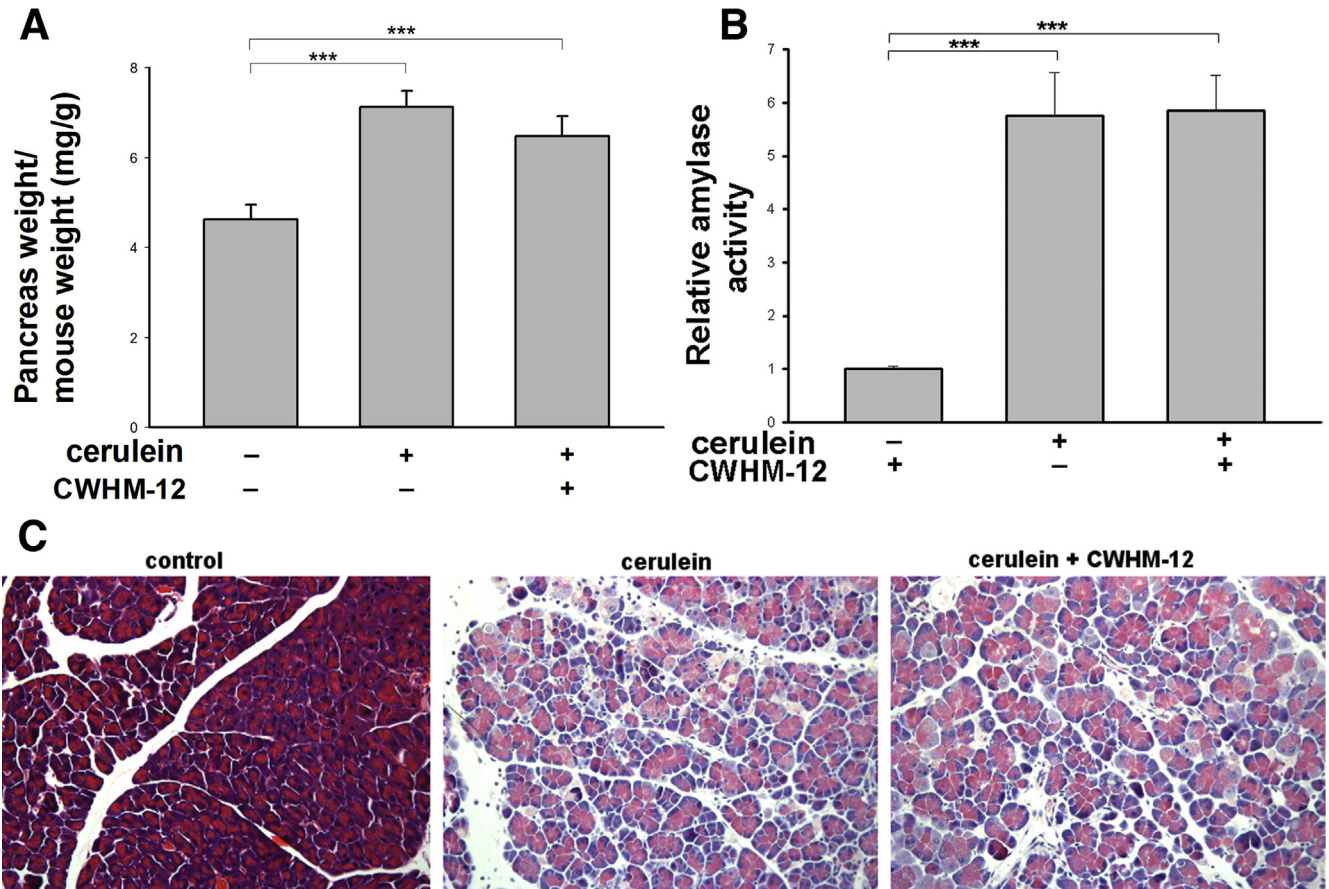 A
***
***
8
6
4
2
0
Pancreas weight/
mouse weight (mg/g)
cerulein – + +
CWHM-12 – – +
B
***
***
7
6
5
4
3
2
1
0
Relative amylase
activity
cerulein – + +
CWHM-12 + – +
C
control
cerulein
cerulein + CWHM-12